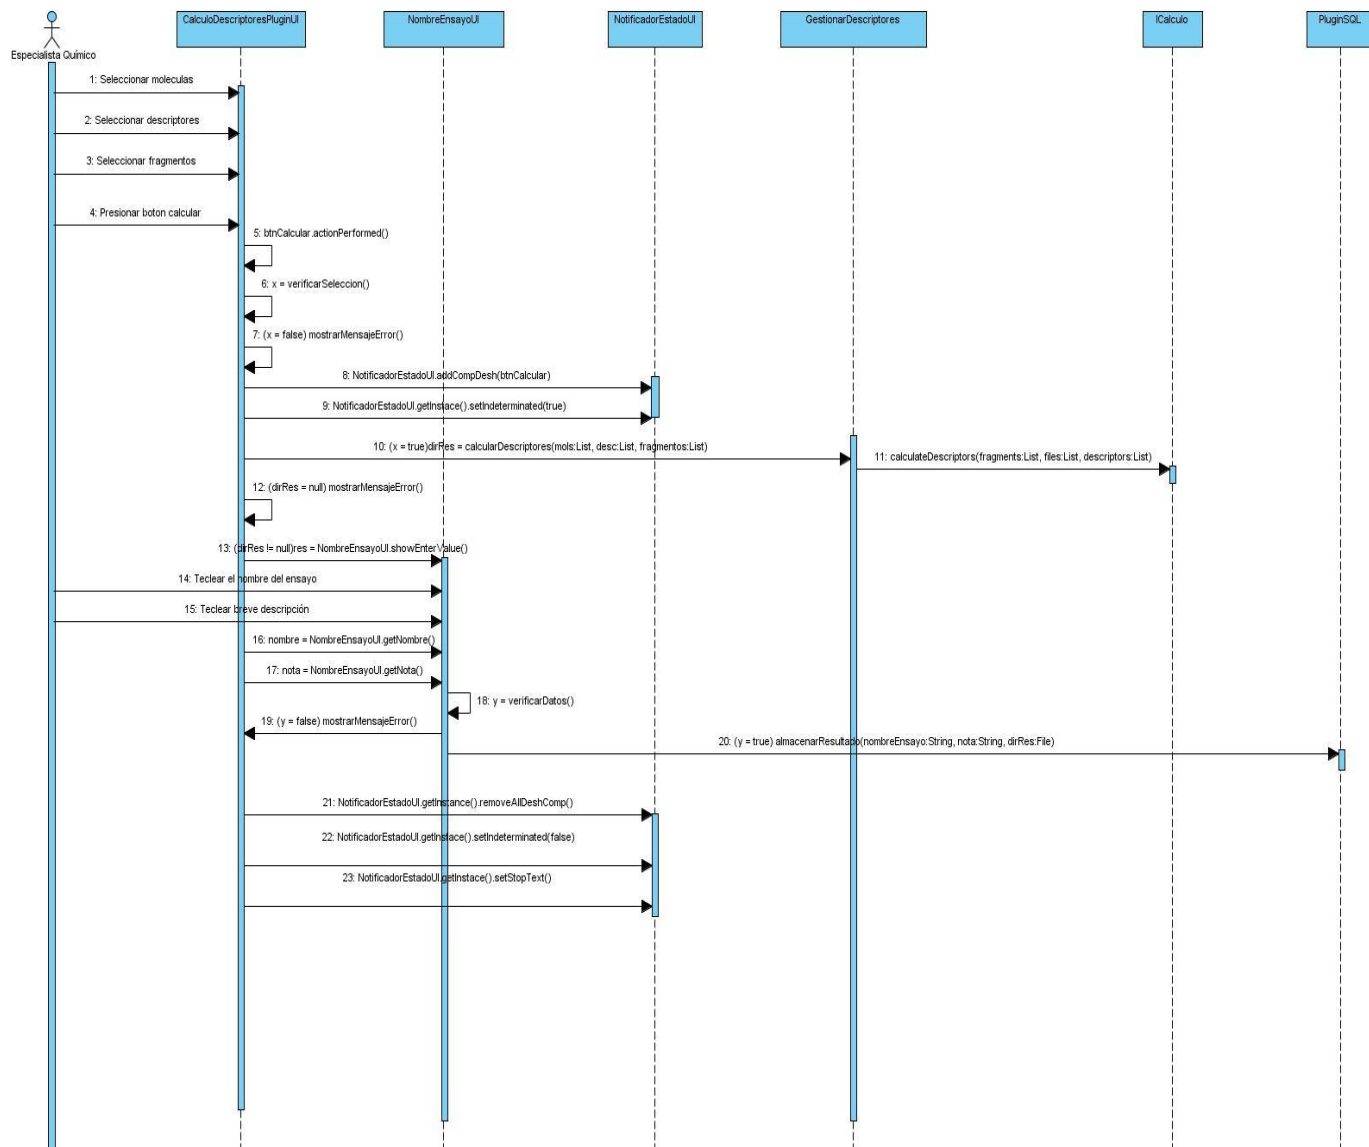 CalculoDescriptoresPluginUI
NombreEnsayoUI
NotificadorEstadoUI
GestionarDescriptores
ICalculo
PluginSQL
Especialista Químico
1: Seleccionar moleculas
2: Seleccionar descriptores
3: Seleccionar fragmentos
4: Presionar boton calcular
5: btnCalcular.actionPerformed()
6: x = verificarSeleccion()
7: (x = false) mostrarMensajeError()
8: NotificadorEstadoUI.addCompDesh(btnCalcular)
9: NotificadorEstadoUI.getInstace().setIndeterminated(true)
10: (x = true)dirRes = calcularDescriptores(mols:List, desc:List, fragmentos:List)
11: calculateDescriptors(fragments:List, files:List, descriptors:List)
12: (dirRes = null) mostrarMensajeError()
13: (dirRes != null)res = NombreEnsayoUI.showEnterValue()
14: Teclear el nombre del ensayo
15: Teclear breve descripción
16: nombre = NombreEnsayoUI.getNombre()
17: nota = NombreEnsayoUI.getNota()
18: y = verificarDatos()
19: (y = false) mostrarMensajeError()
20: (y = true) almacenarResultado(nombreEnsayo:String, nota:String, dirRes:File)
21: NotificadorEstadoUI.getInstance().removeAllDeshComp()
22: NotificadorEstadoUI.getInstace().setIndeterminated(false)
23: NotificadorEstadoUI.getInstace().setStopText()